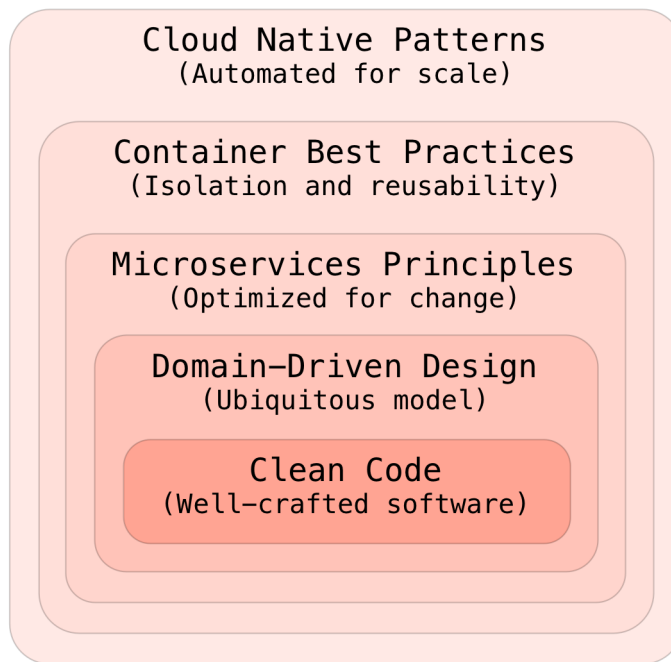 Cloud Native Patterns
(Automated for scale)
Container Best Practices
(Isolation and reusability)
Microservices Principles
(Optimized for change)
Domain–Driven Design
(Ubiquitous model)
Clean Code
(Well–crafted software)